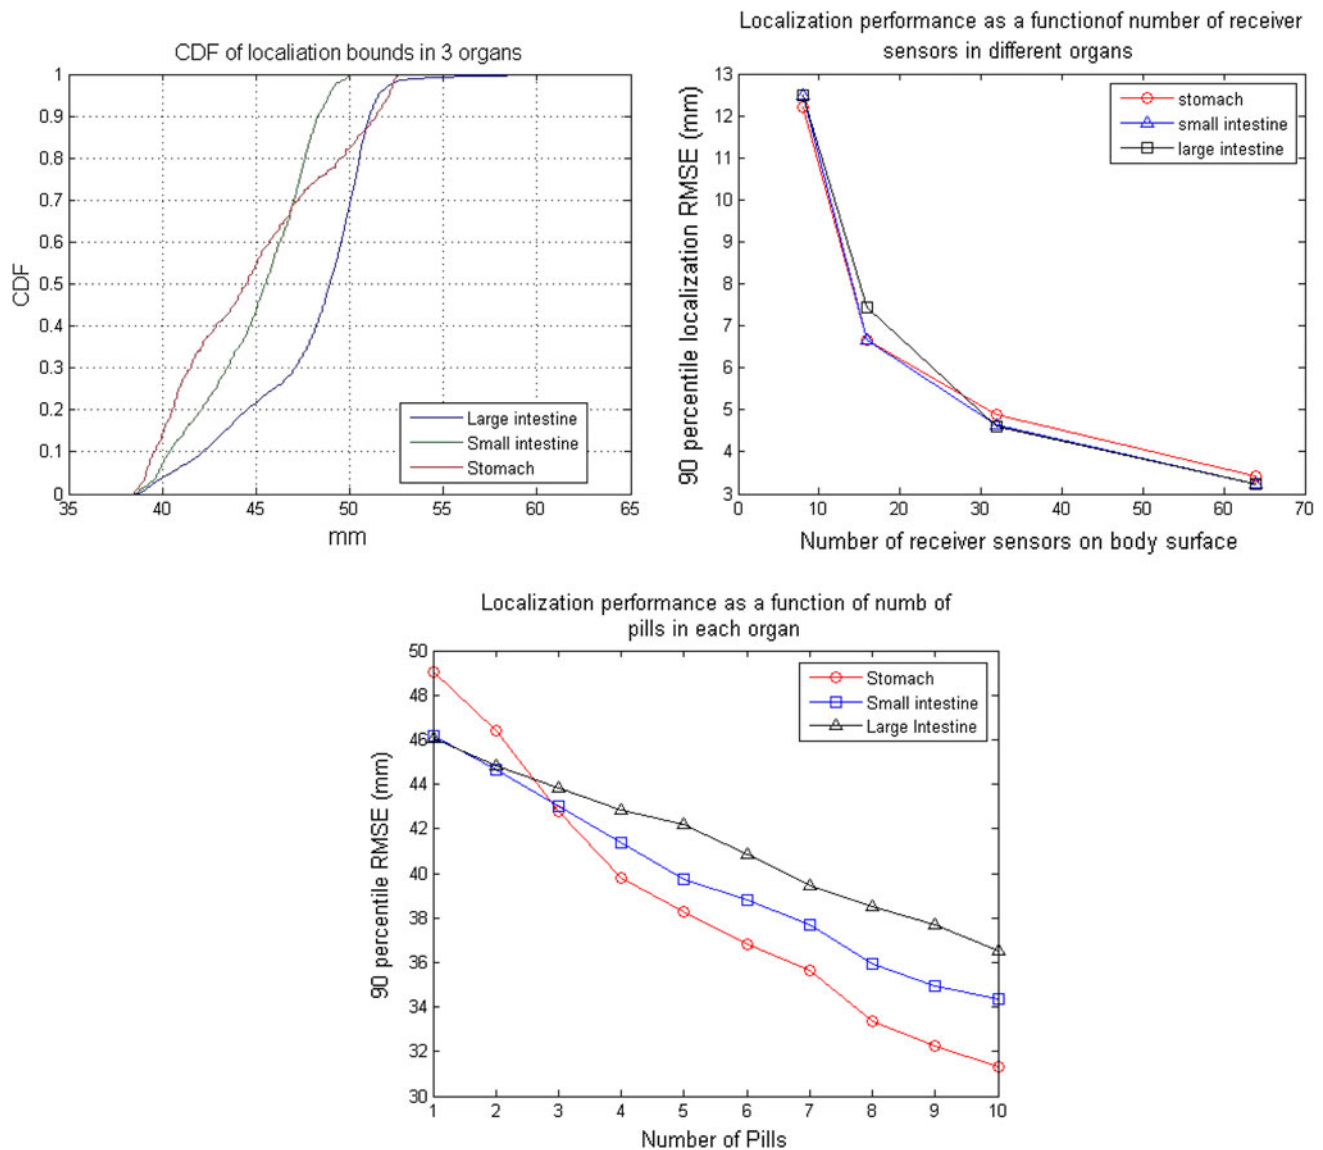 CDF of localiation bounds in 3 organs
1
0.9
0.8
0.7
0.6
0.5
0.4
0.3
0.2
0.1
0
CDF
35
40
45
50
55
60
65
mm
Large intestine
Small intestine
Stomach
Localization performance as a functionof number of receiver
sensors in different organs
13
12
11
10
9
8
7
6
5
4
3
90 percentile localization RMSE (mm)
0
10
20
30
40
50
60
70
Number of receiver sensors on body surface
stomach
small intestine
large intestine
Localization performance as a function of numb of
pills in each organ
50
48
46
44
42
40
38
36
34
32
30
90 percentile RMSE (mm)
1
2
3
4
5
6
7
8
9
10
Number of Pills
Stomach
Small intestine
Large Intestine